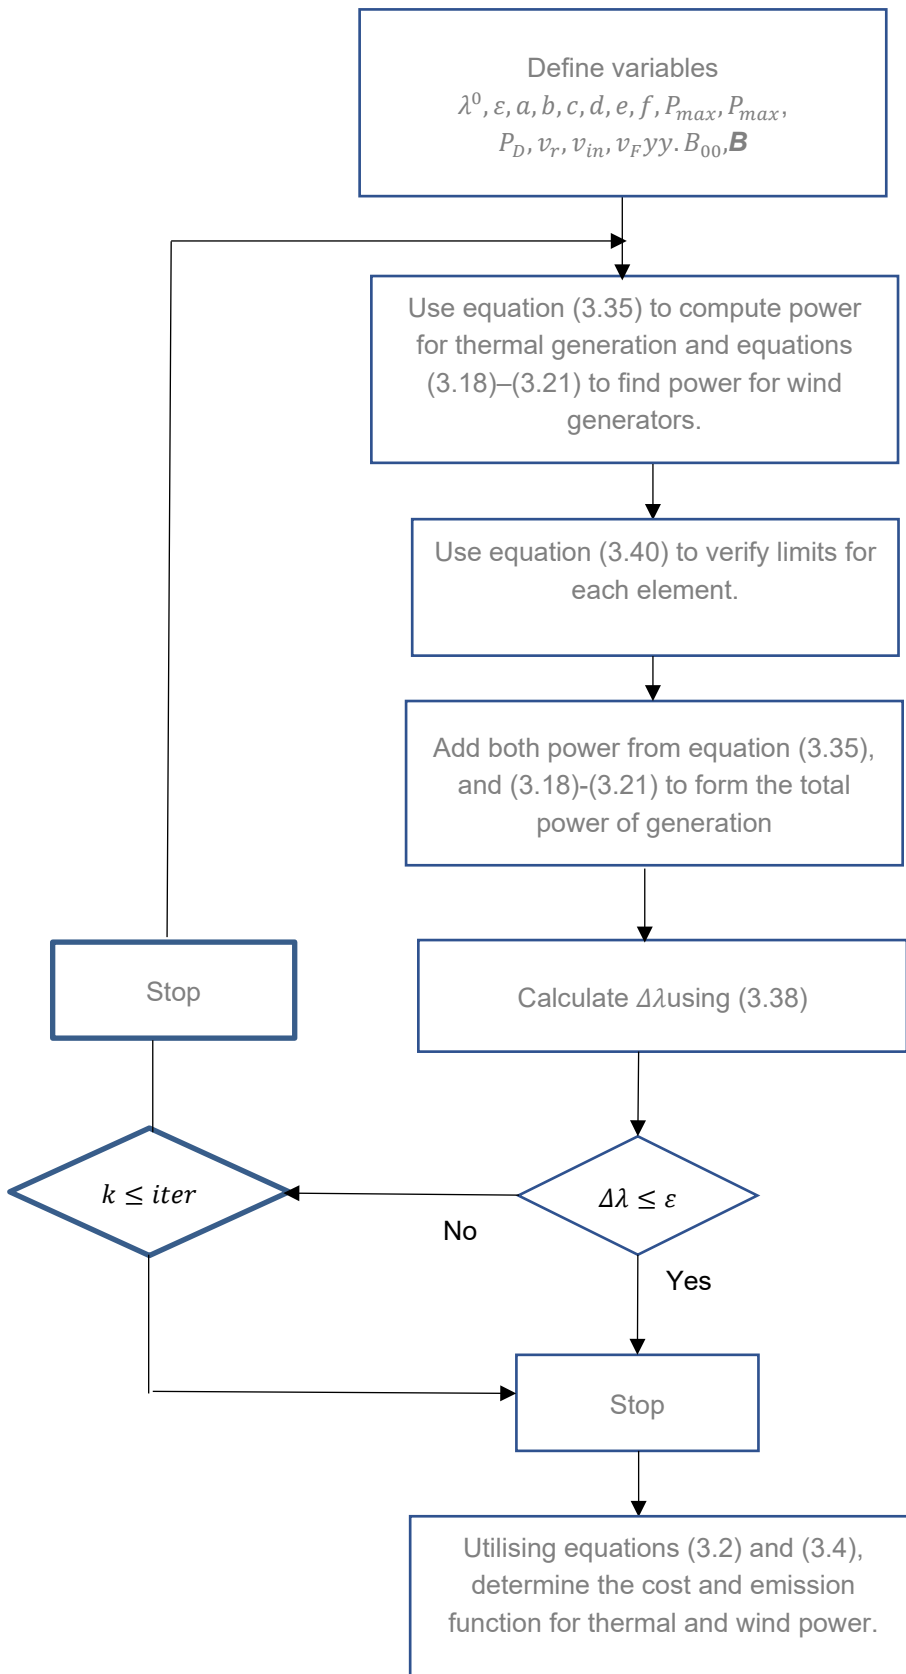 Define variables
λ⁰, ε, a, b, c, d, e, f, P_max, P_max,
P_D, v_r, v_in, v_F yy. B_00, B
Use equation (3.35) to compute power
for thermal generation and equations
(3.18)–(3.21) to find power for wind
generators.
Use equation (3.40) to verify limits for
each element.
Add both power from equation (3.35),
and (3.18)-(3.21) to form the total
power of generation
Stop
Calculate Δλusing (3.38)
k ≤ iter
Δλ ≤ ε
No
Yes
Stop
Utilising equations (3.2) and (3.4),
determine the cost and emission
function for thermal and wind power.